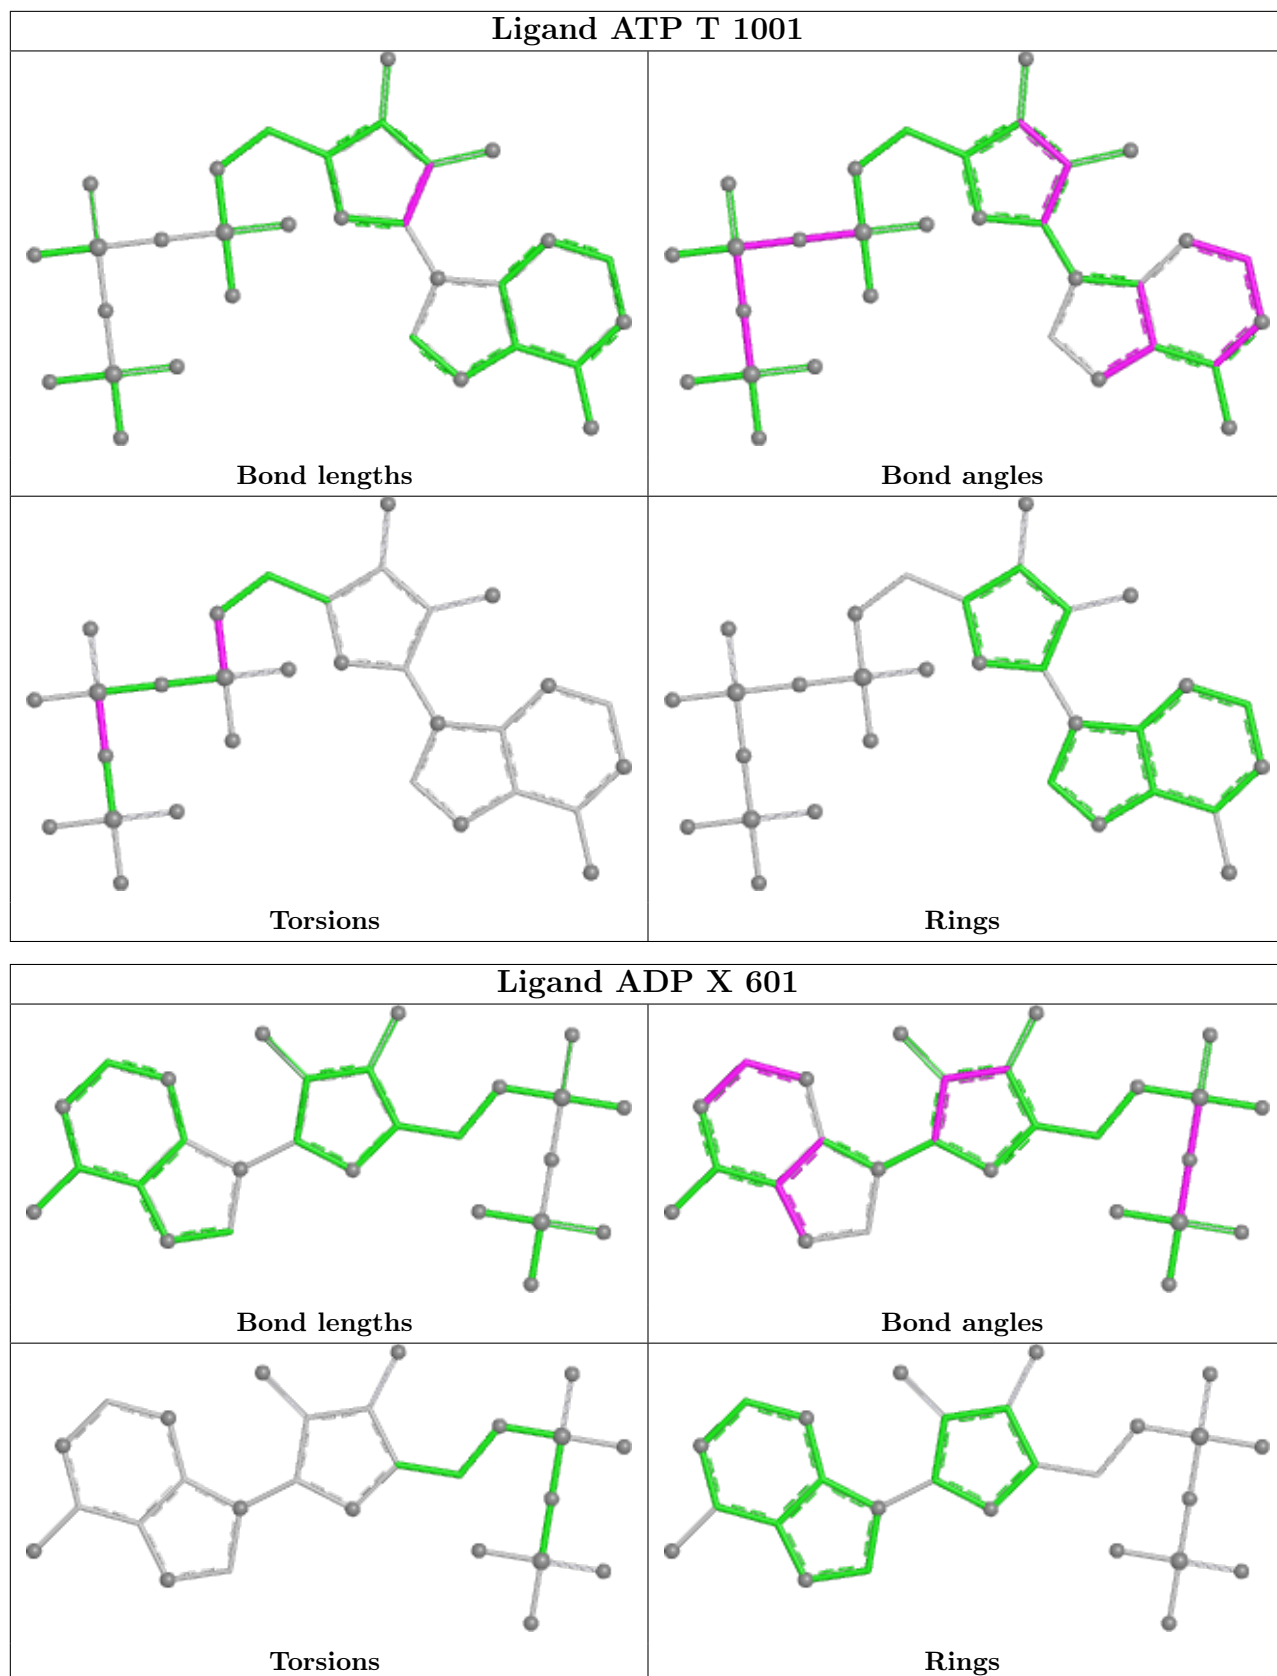 Ligand ATP T 1001
Bond lengths
Bond angles
Torsions
Rings
Ligand ADP X 601
Bond lengths
Bond angles
Torsions
Rings